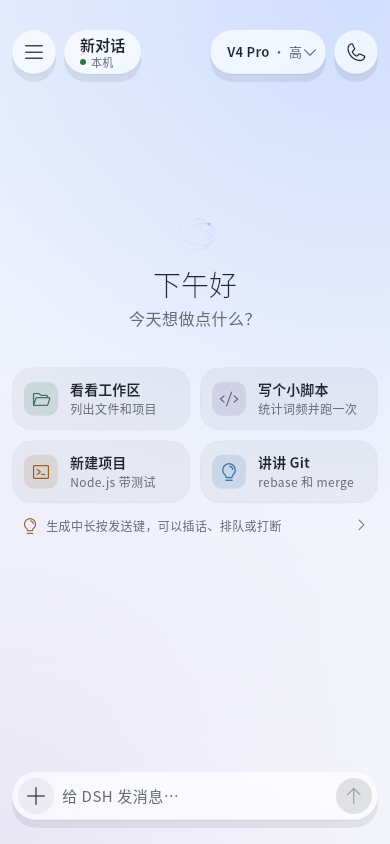 新对话
本机
V4 Pro · 高
下午好
今天想做点什么？
看看工作区
列出文件和项目
写个小脚本
统计词频并跑一次
新建项目
Node.js 带测试
讲讲 Git
rebase 和 merge
生成中长按发送键，可以插话、排队或打断
给 DSH 发消息…